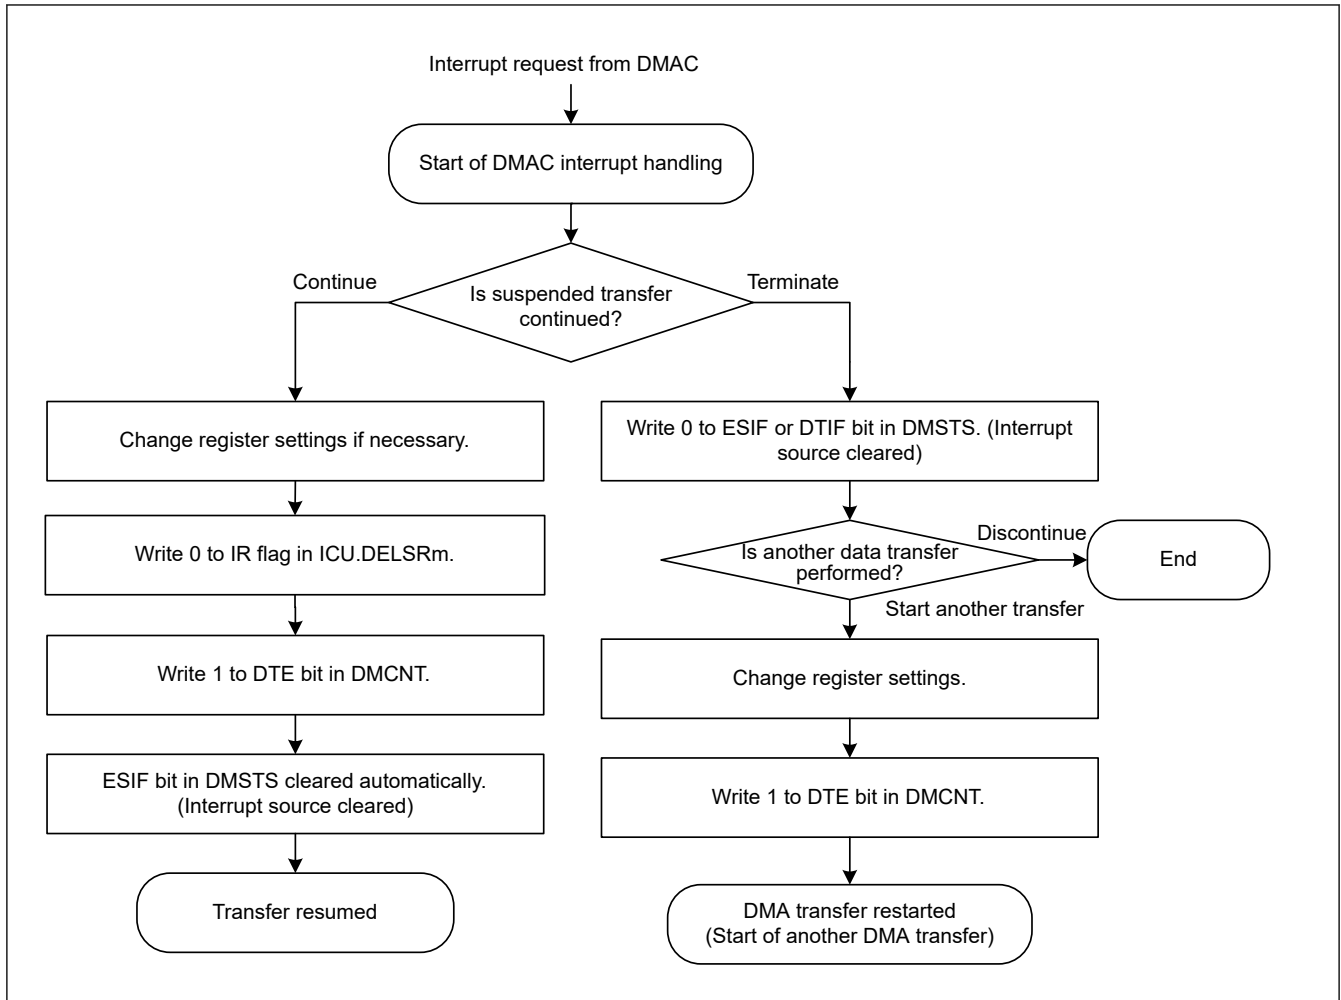 Interrupt request from DMAC
Start of DMAC interrupt handling
Continue
Terminate
Is suspended transfer
continued?
Change register settings if necessary.
Write 0 to IR flag in ICU.DELSRm.
Write 1 to DTE bit in DMCNT.
ESIF bit in DMSTS cleared automatically.
(Interrupt source cleared)
Transfer resumed
Write 0 to ESIF or DTIF bit in DMSTS. (Interrupt
source cleared)
Is another data transfer
performed?
Discontinue
End
Start another transfer
Change register settings.
Write 1 to DTE bit in DMCNT.
DMA transfer restarted
(Start of another DMA transfer)